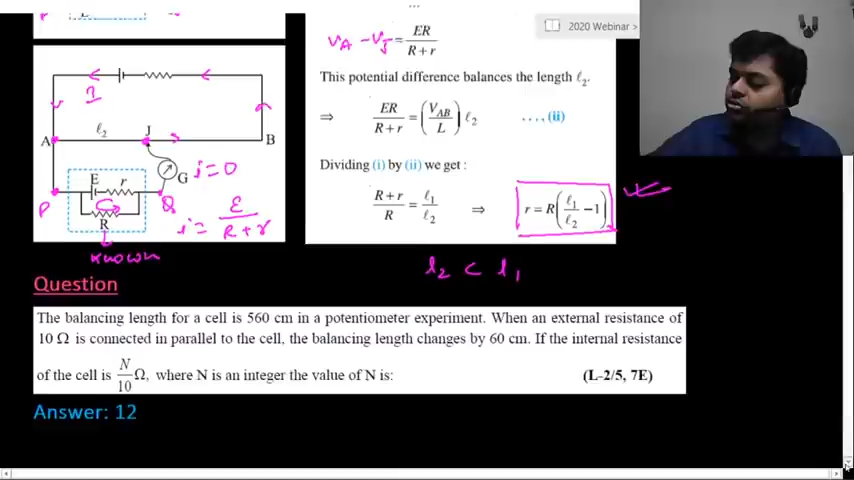 2020 Webinar >
V_A - V_J = ER / R + r
This potential difference balances the length ℓ₂.
⇒ ER / R + r = (V_AB / L) ℓ₂ ....(ii)
Dividing (i) by (ii) we get :
R + r / R = ℓ₁ / ℓ₂ ⇒ r = R(ℓ₁ / ℓ₂ − 1)
I
A ℓ₂ J B
G i = 0
E r
P Q
R i = E / R + r
known
l₂ < l₁
Question
The balancing length for a cell is 560 cm in a potentiometer experiment. When an external resistance of
10 Ω is connected in parallel to the cell, the balancing length changes by 60 cm. If the internal resistance
of the cell is N/10 Ω, where N is an integer the value of N is: (L-2/5, 7E)
Answer: 12